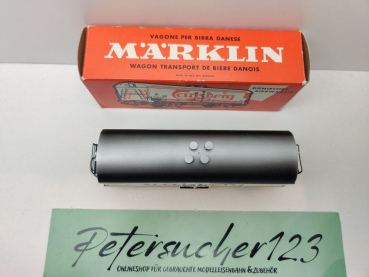 VAGONE PER BIRRA DANESE
MÄRKLIN
WAGON TRANSPORT DE BIERE DANOIS
Carlsberg
Petersucher123
ONLINESHOP FÜR GEBRAUCHTE MODELLEISENBAHN &ZUBEHÖR